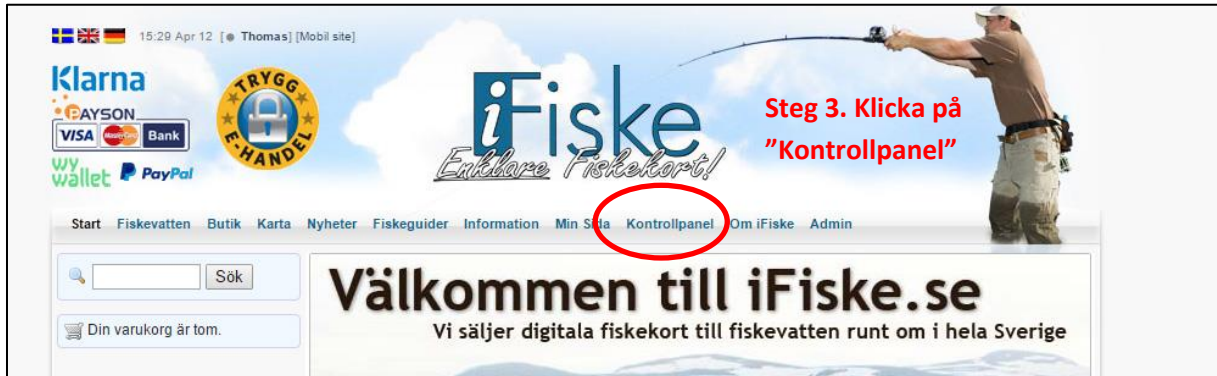 15:29 Apr 12 [● Thomas] [Mobil site]
Klarna
PAYSON
VISA MasterCard Bank
wy
wallet PayPal
TRYGG
E-HANDEL
iFiske
Enklare Fiskekort!
Steg 3. Klicka på
”Kontrollpanel”
Start Fiskevatten Butik Karta Nyheter Fiskeguider Information Min Sida Kontrollpanel Om iFiske Admin
Sök
Din varukorg är tom.
Välkommen till iFiske.se
Vi säljer digitala fiskekort till fiskevatten runt om i hela Sverige